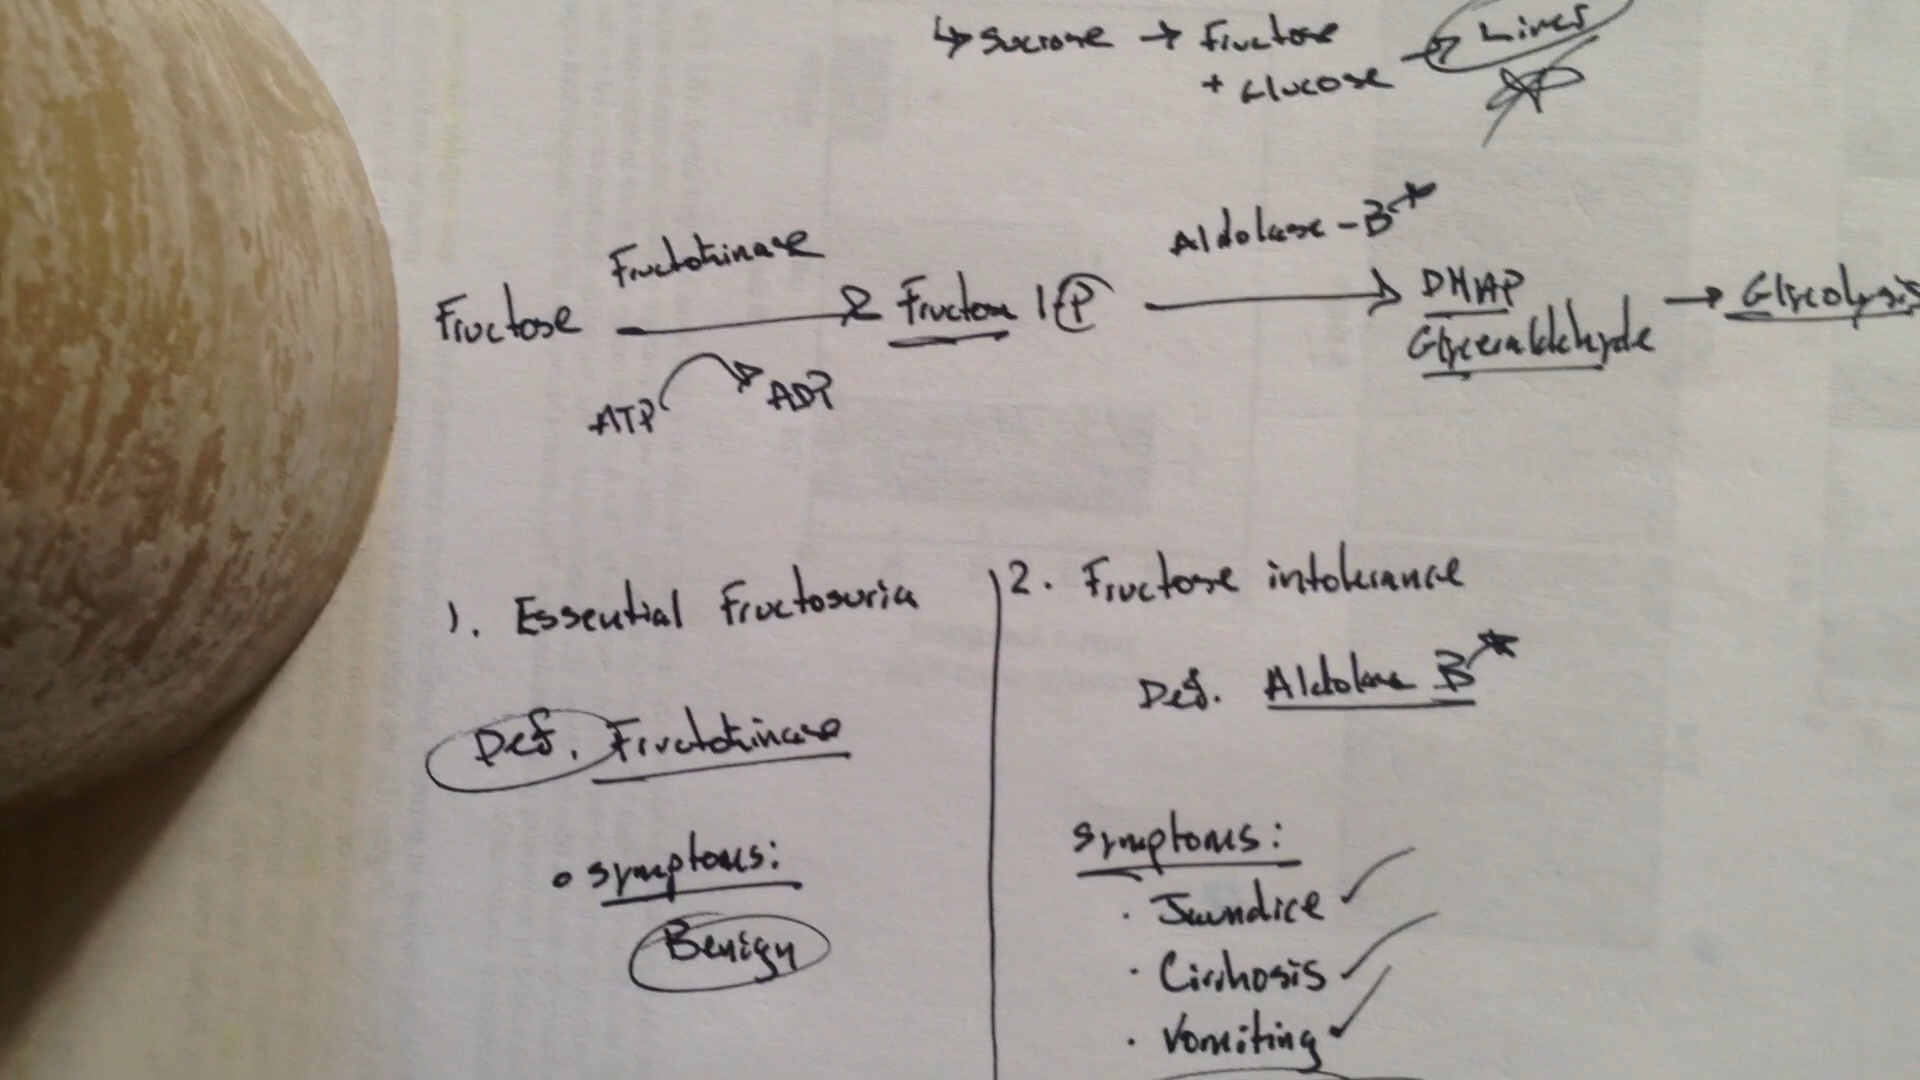 ↳ Sucrose → Fructose → Liver
+ Glucose
Fructokinase
Aldolase-B
Fructose → Fructose 1 P → DHAP → Glycolysis
Glyceraldehyde
ATP → ADP
1. Essential Fructosuria
Def. Fructokinase
• Symptoms:
Benign
2. Fructose intolerance
Def. Aldolase B
Symptoms:
· Jaundice ✓
· Cirrhosis ✓
· Vomiting ✓